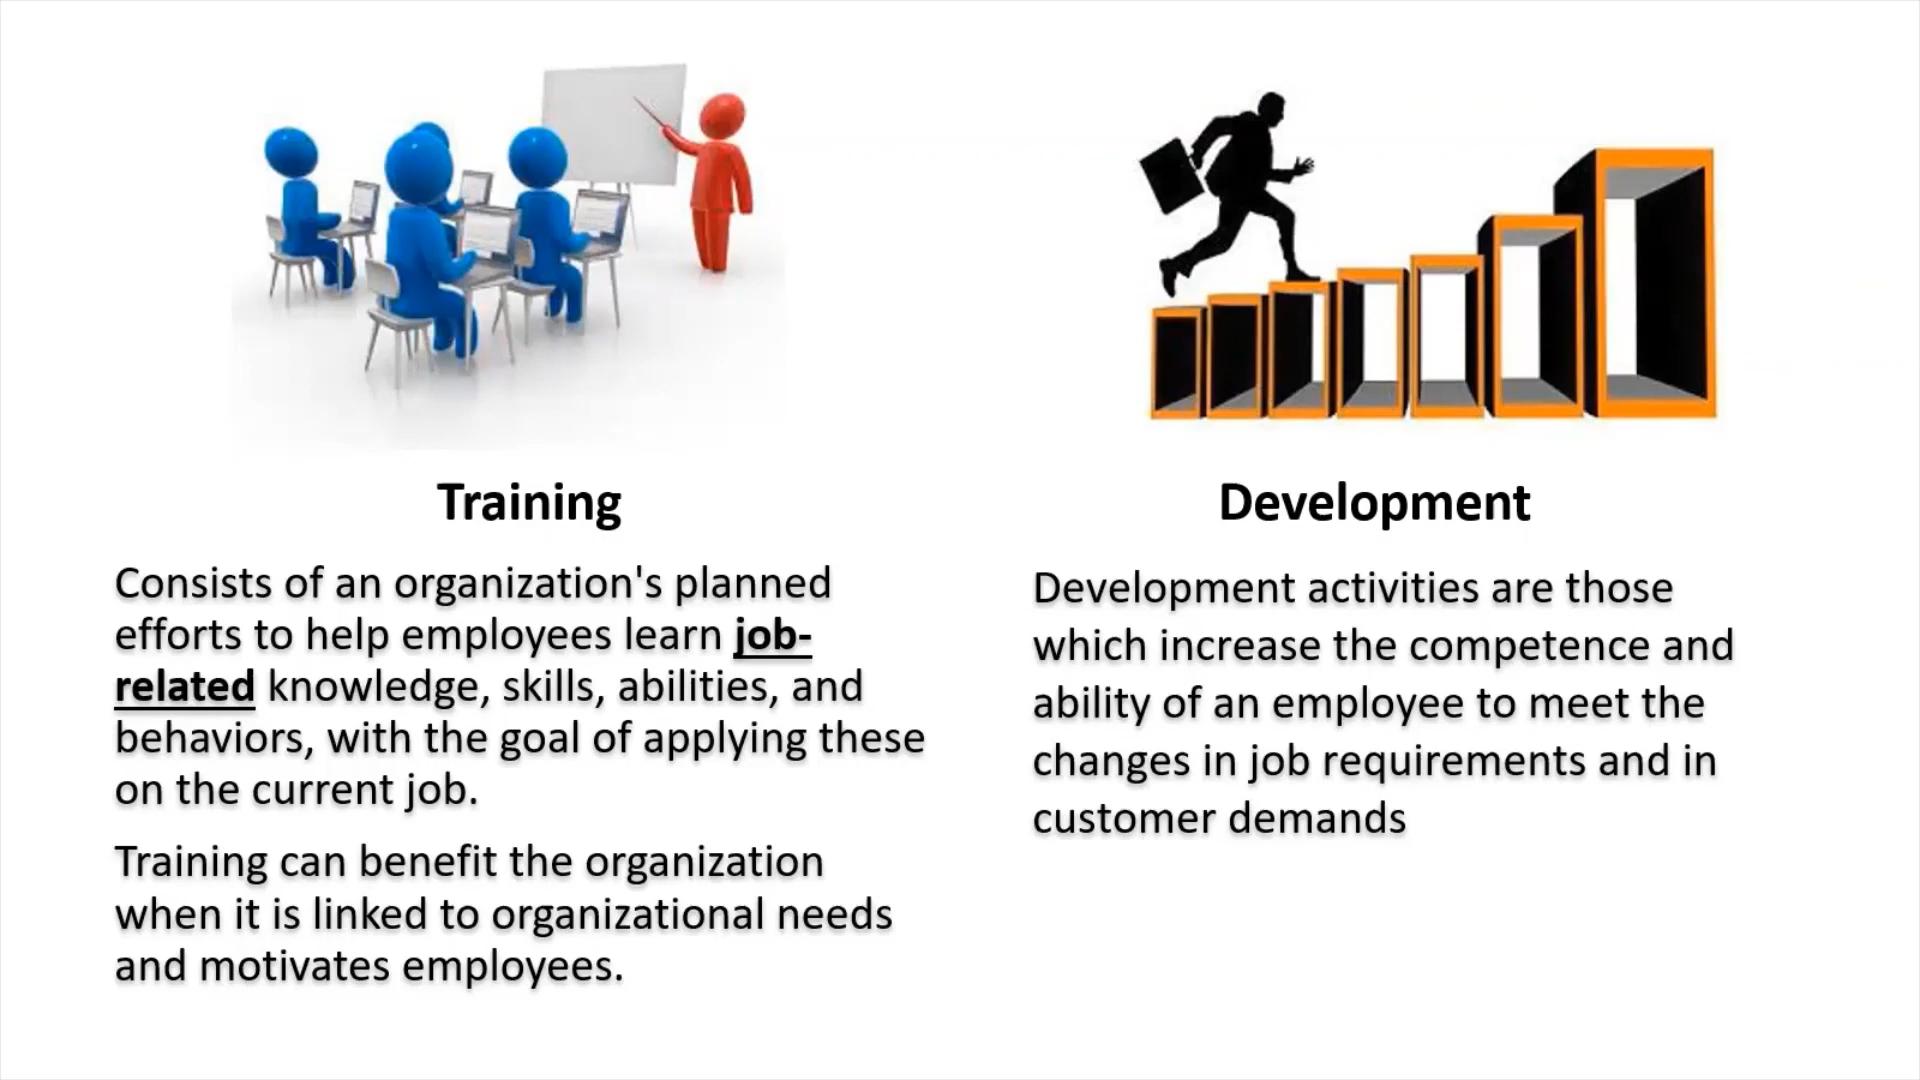 Training
Consists of an organization's planned
efforts to help employees learn job-
related knowledge, skills, abilities, and
behaviors, with the goal of applying these
on the current job.
Training can benefit the organization
when it is linked to organizational needs
and motivates employees.
Development
Development activities are those
which increase the competence and
ability of an employee to meet the
changes in job requirements and in
customer demands